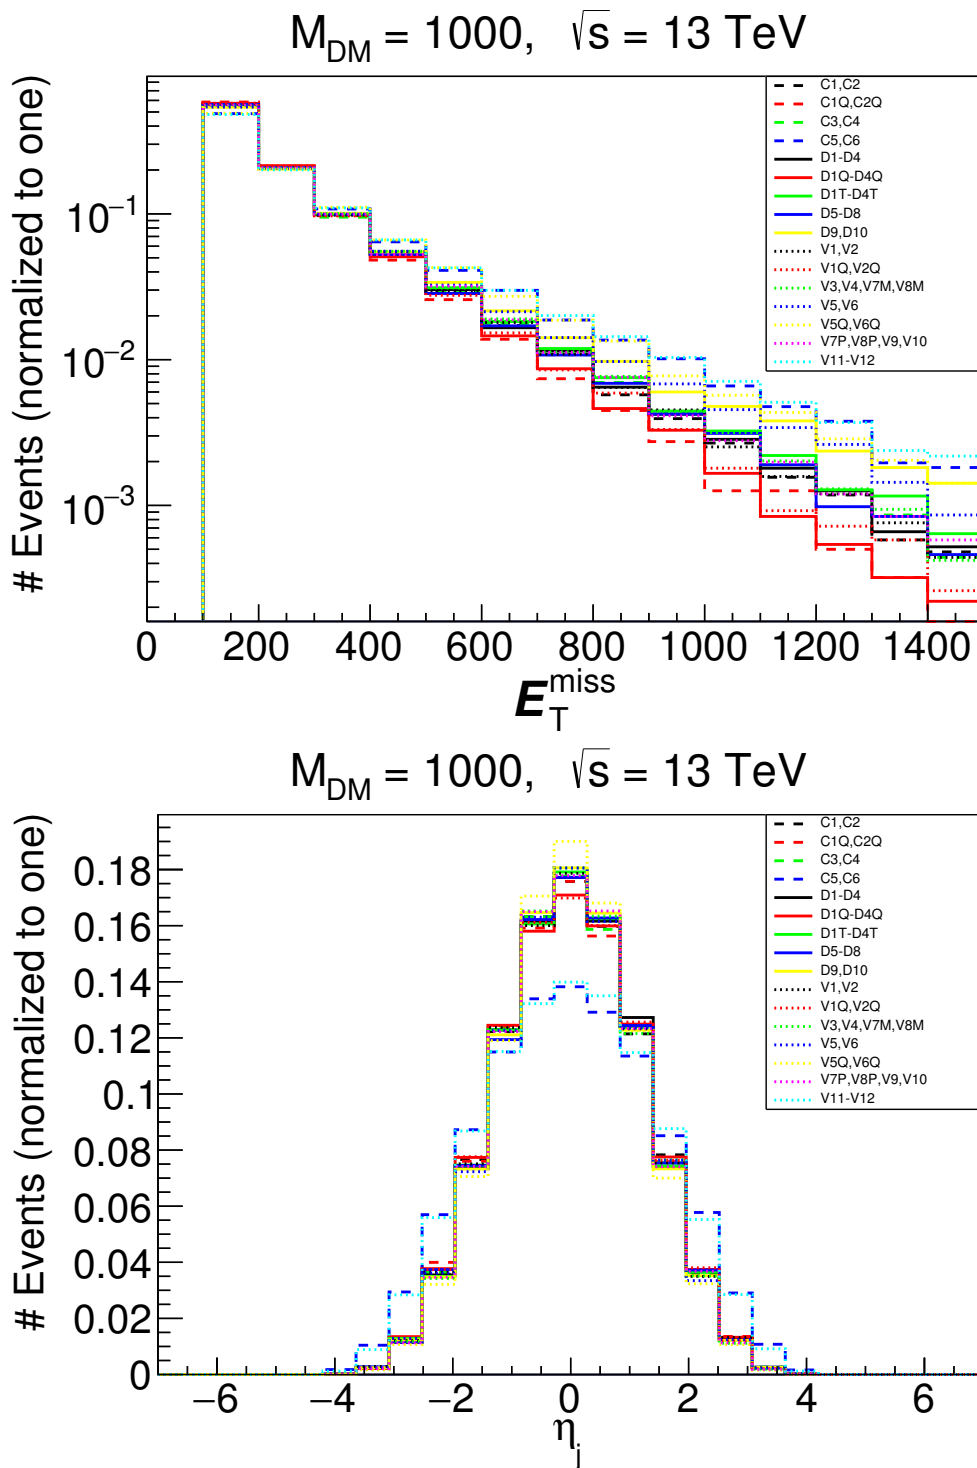 M_DM = 1000, √s = 13 TeV
# Events (normalized to one)
10^-1
10^-2
10^-3
C1,C2
C1Q,C2Q
C3,C4
C5,C6
D1-D4
D1Q-D4Q
D1T-D4T
D5-D8
D9,D10
V1,V2
V1Q,V2Q
V3,V4,V7M,V8M
V5,V6
V5Q,V6Q
V7P,V8P,V9,V10
V11-V12
0 200 400 600 800 1000 1200 1400
E_T^miss
M_DM = 1000, √s = 13 TeV
# Events (normalized to one)
0.18
0.16
0.14
0.12
0.1
0.08
0.06
0.04
0.02
0
C1,C2
C1Q,C2Q
C3,C4
C5,C6
D1-D4
D1Q-D4Q
D1T-D4T
D5-D8
D9,D10
V1,V2
V1Q,V2Q
V3,V4,V7M,V8M
V5,V6
V5Q,V6Q
V7P,V8P,V9,V10
V11-V12
−6 −4 −2 0 2 4 6
η_j